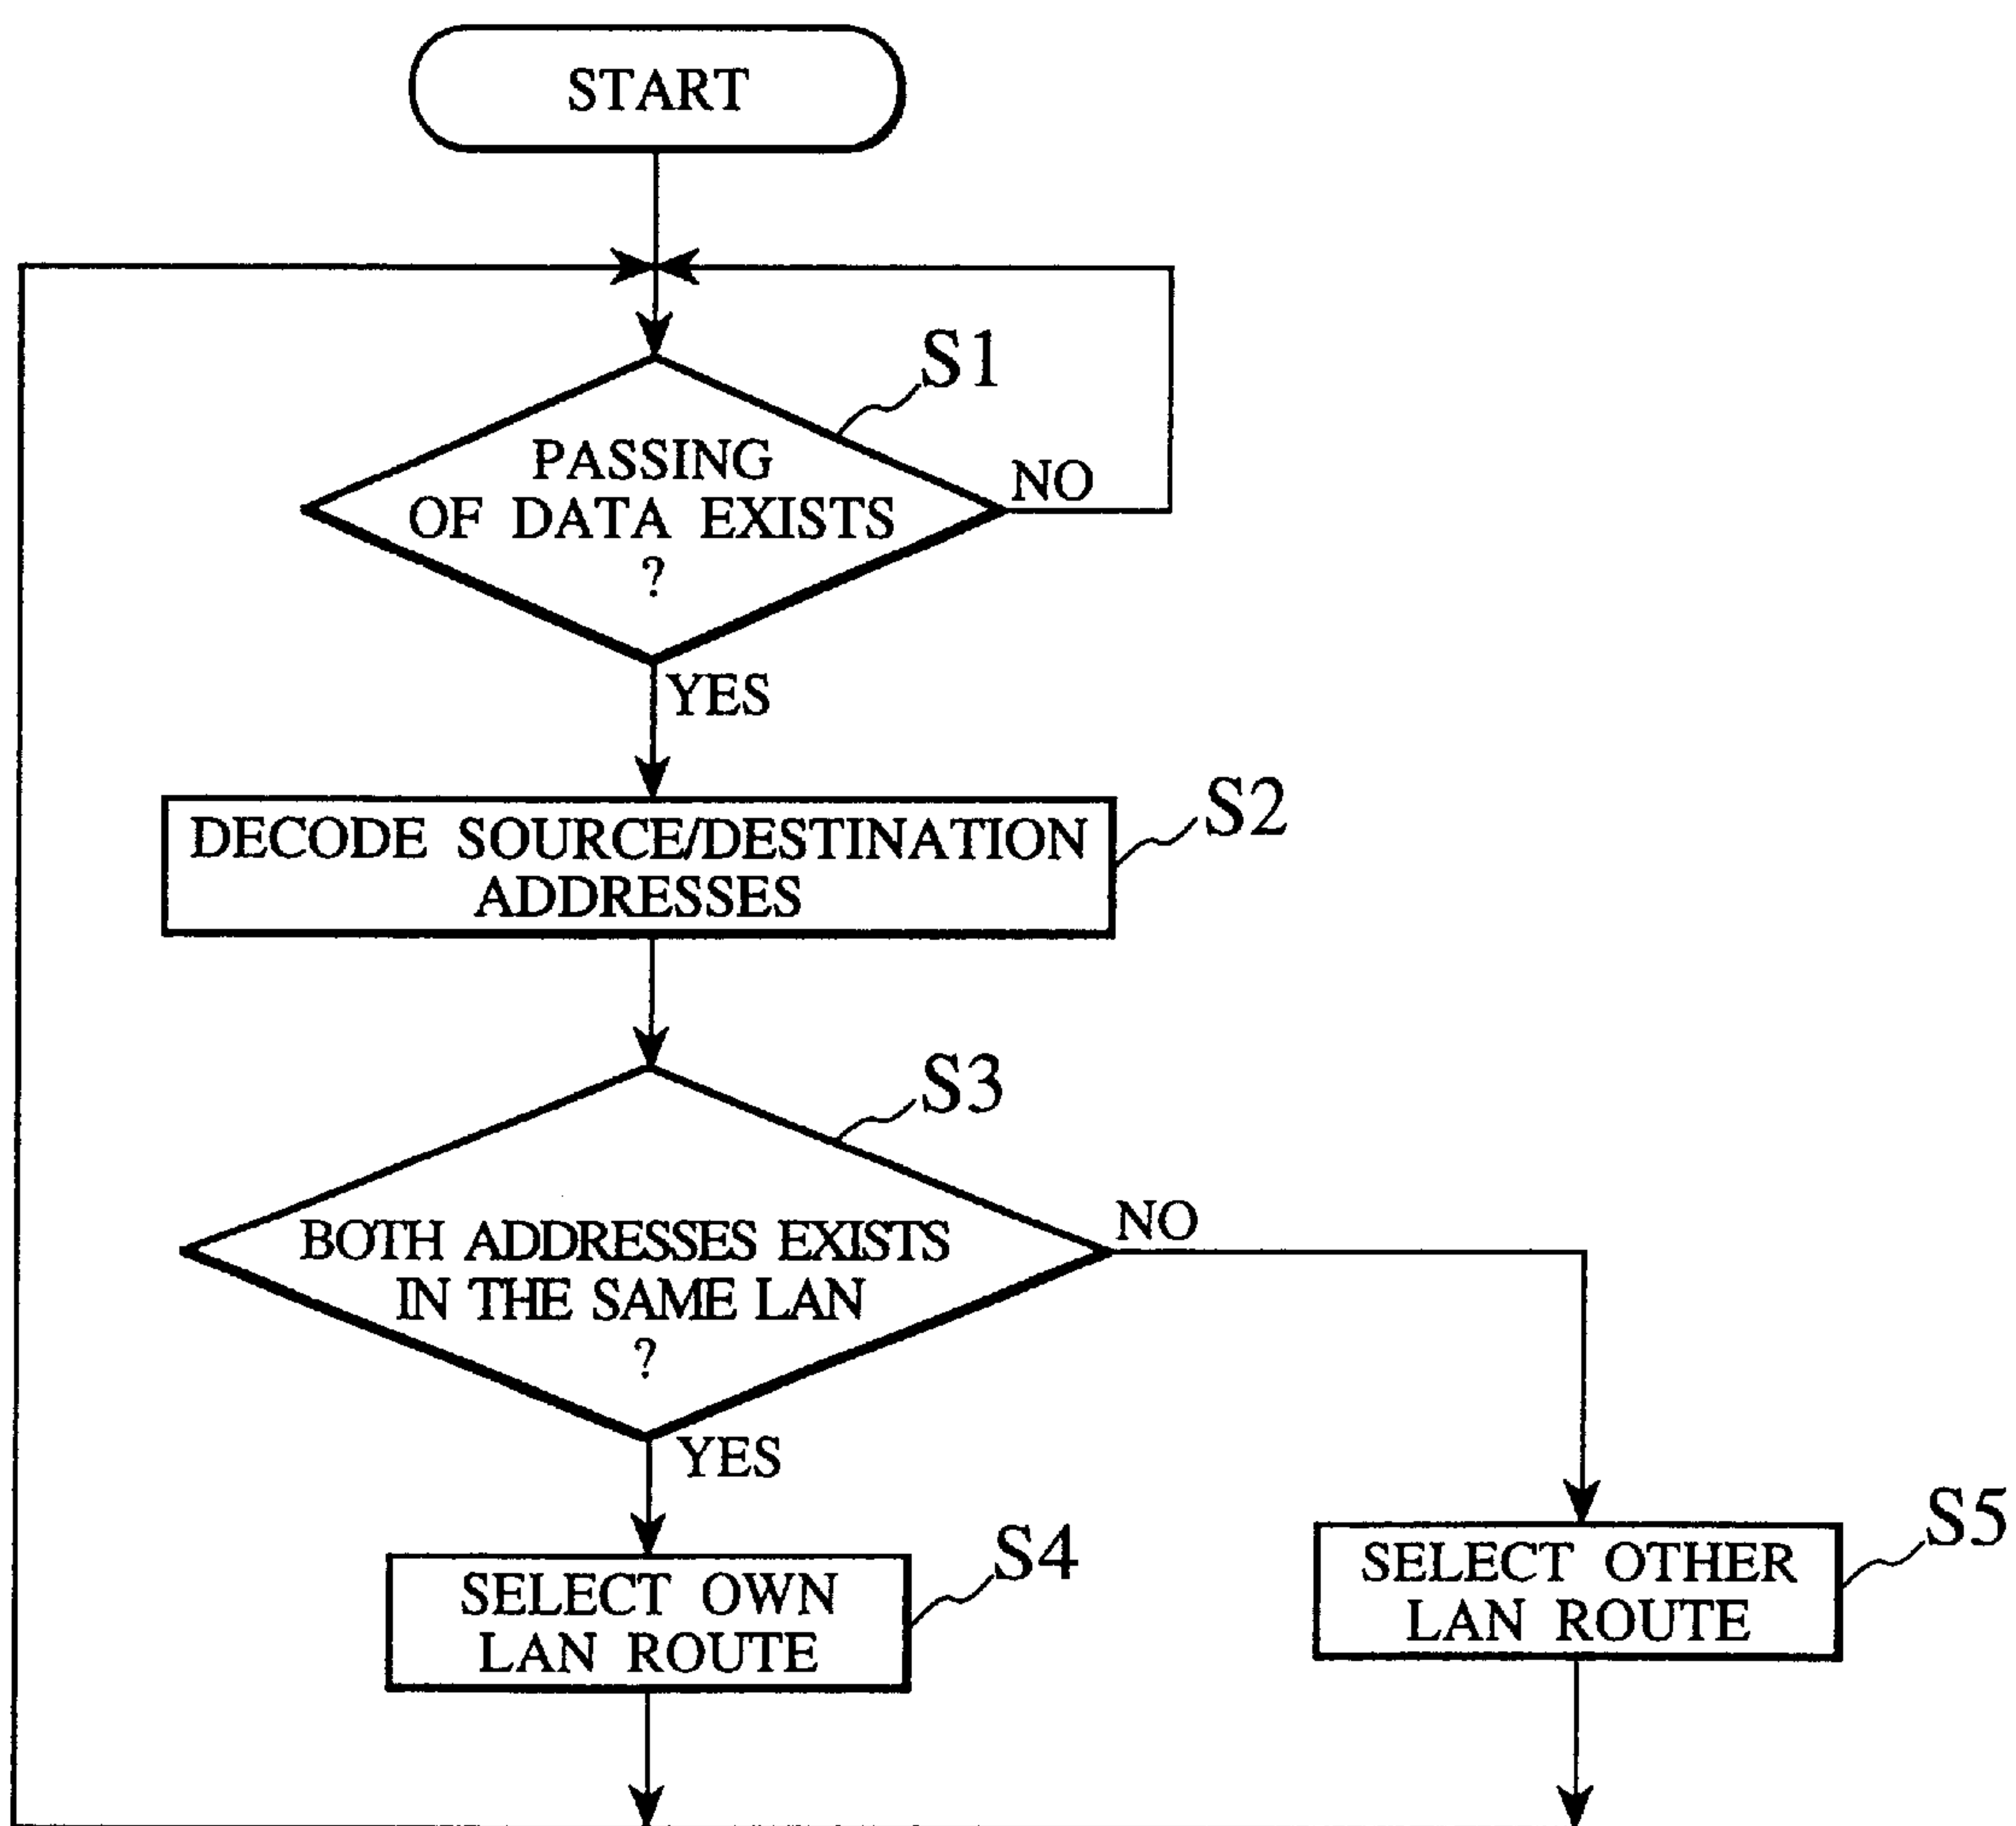 START
S1
PASSING
OF DATA EXISTS
?
NO
YES
S2
DECODE SOURCE/DESTINATION
ADDRESSES
S3
BOTH ADDRESSES EXISTS
IN THE SAME LAN
?
NO
YES
S4
SELECT OWN
LAN ROUTE
S5
SELECT OTHER
LAN ROUTE